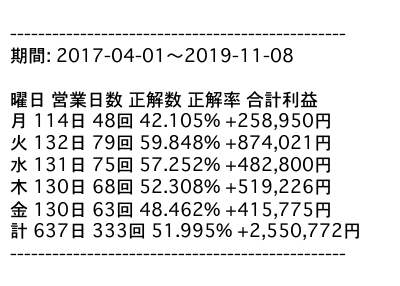 ------------------------------------------------
期間: 2017-04-01〜2019-11-08
曜日 営業日数 正解数 正解率 合計利益
月 114日 48回 42.105% +258,950円
火 132日 79回 59.848% +874,021円
水 131日 75回 57.252% +482,800円
木 130日 68回 52.308% +519,226円
金 130日 63回 48.462% +415,775円
計 637日 333回 51.995% +2,550,772円
------------------------------------------------